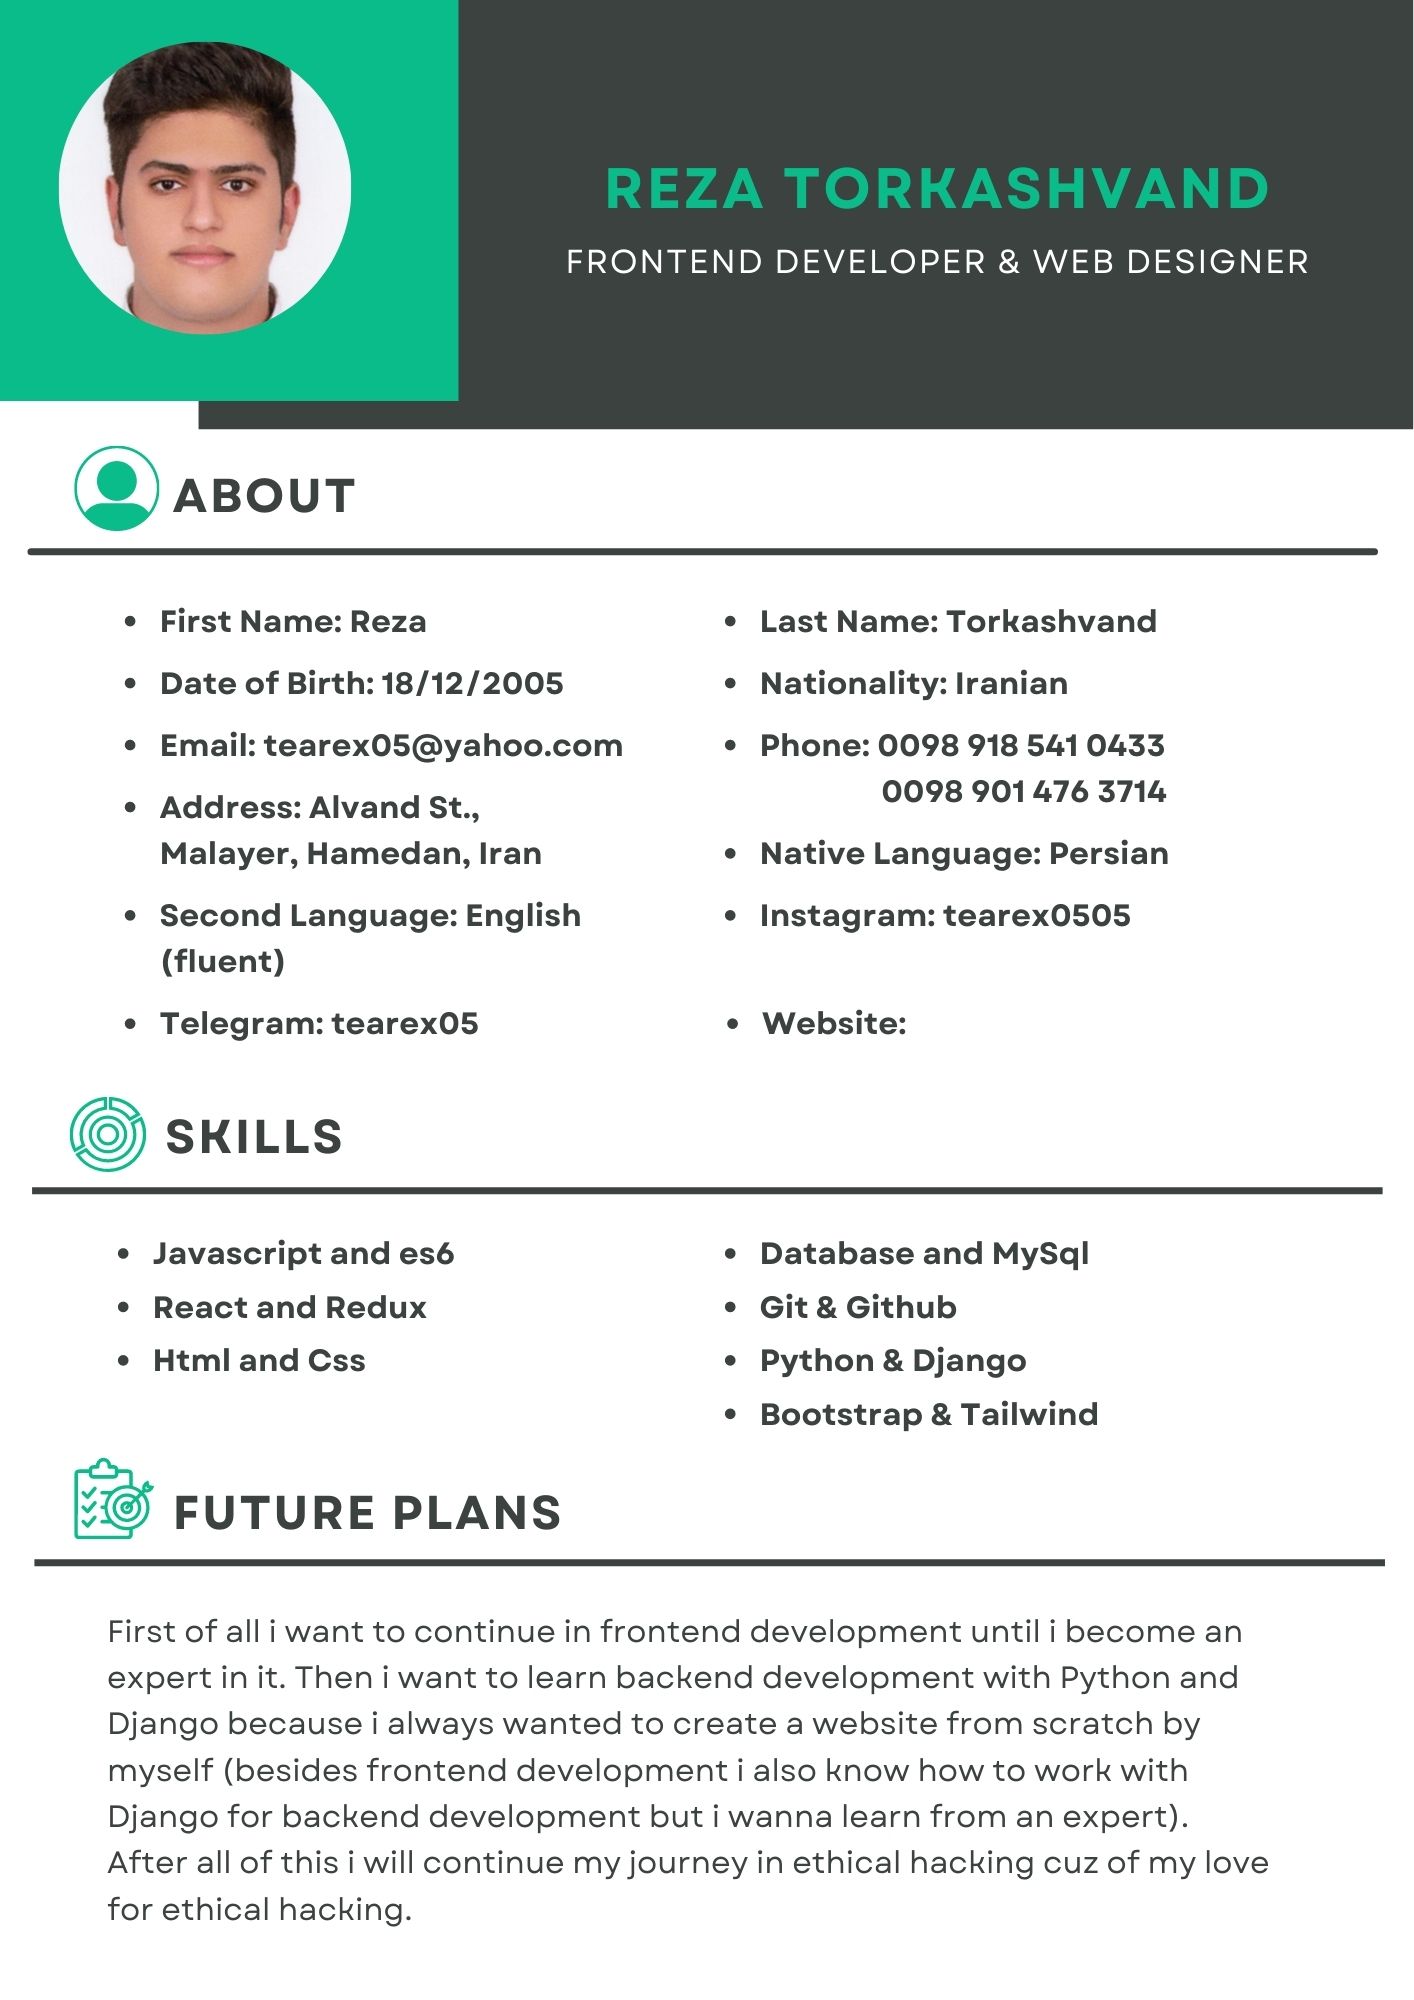 REZA TORKASHVAND
FRONTEND DEVELOPER & WEB DESIGNER
ABOUT
First Name: Reza
Date of Birth: 18/12/2005
Email: tearex05@yahoo.com
Address: Alvand St.,
Malayer, Hamedan, Iran
Second Language: English
(fluent)
Telegram: tearex05
Last Name: Torkashvand
Nationality: Iranian
Phone: 0098 918 541 0433
0098 901 476 3714
Native Language: Persian
Instagram: tearex0505
Website:
SKILLS
Javascript and es6
React and Redux
Html and Css
Database and MySql
Git & Github
Python & Django
Bootstrap & Tailwind
FUTURE PLANS
First of all i want to continue in frontend development until i become an
expert in it. Then i want to learn backend development with Python and
Django because i always wanted to create a website from scratch by
myself (besides frontend development i also know how to work with
Django for backend development but i wanna learn from an expert).
After all of this i will continue my journey in ethical hacking cuz of my love
for ethical hacking.